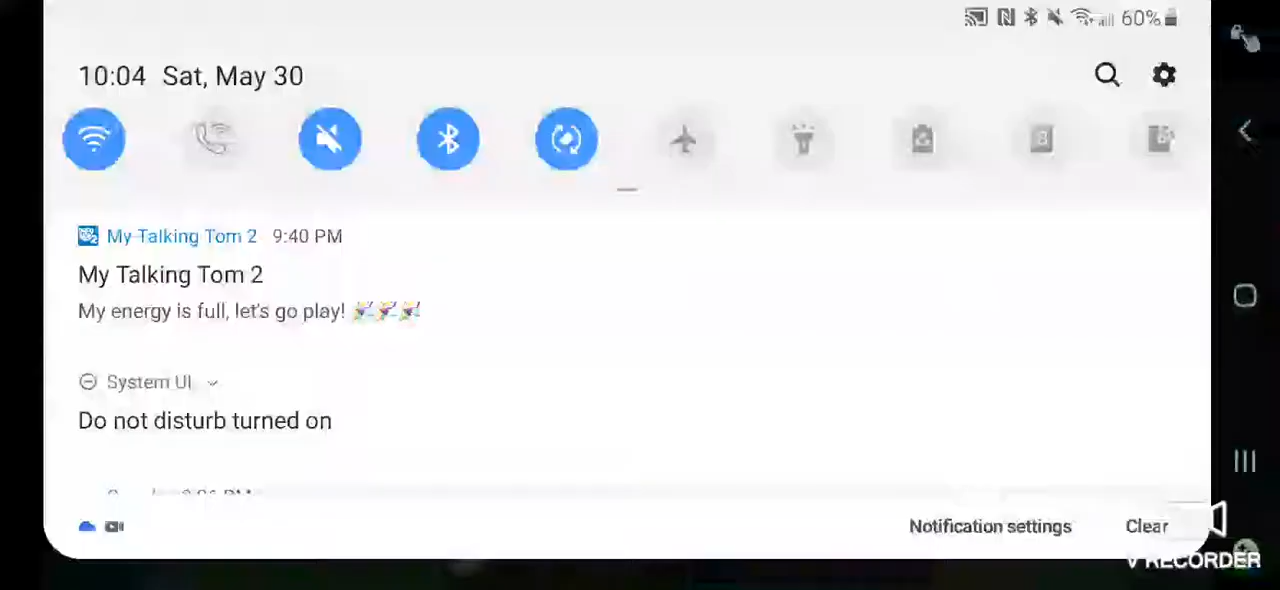 60%
10:04 Sat, May 30
My Talking Tom 2 9:40 PM
My Talking Tom 2
My energy is full, let's go play! 🎉🎉🎉
System UI
Do not disturb turned on
Notification settings Clear
V RECORDER